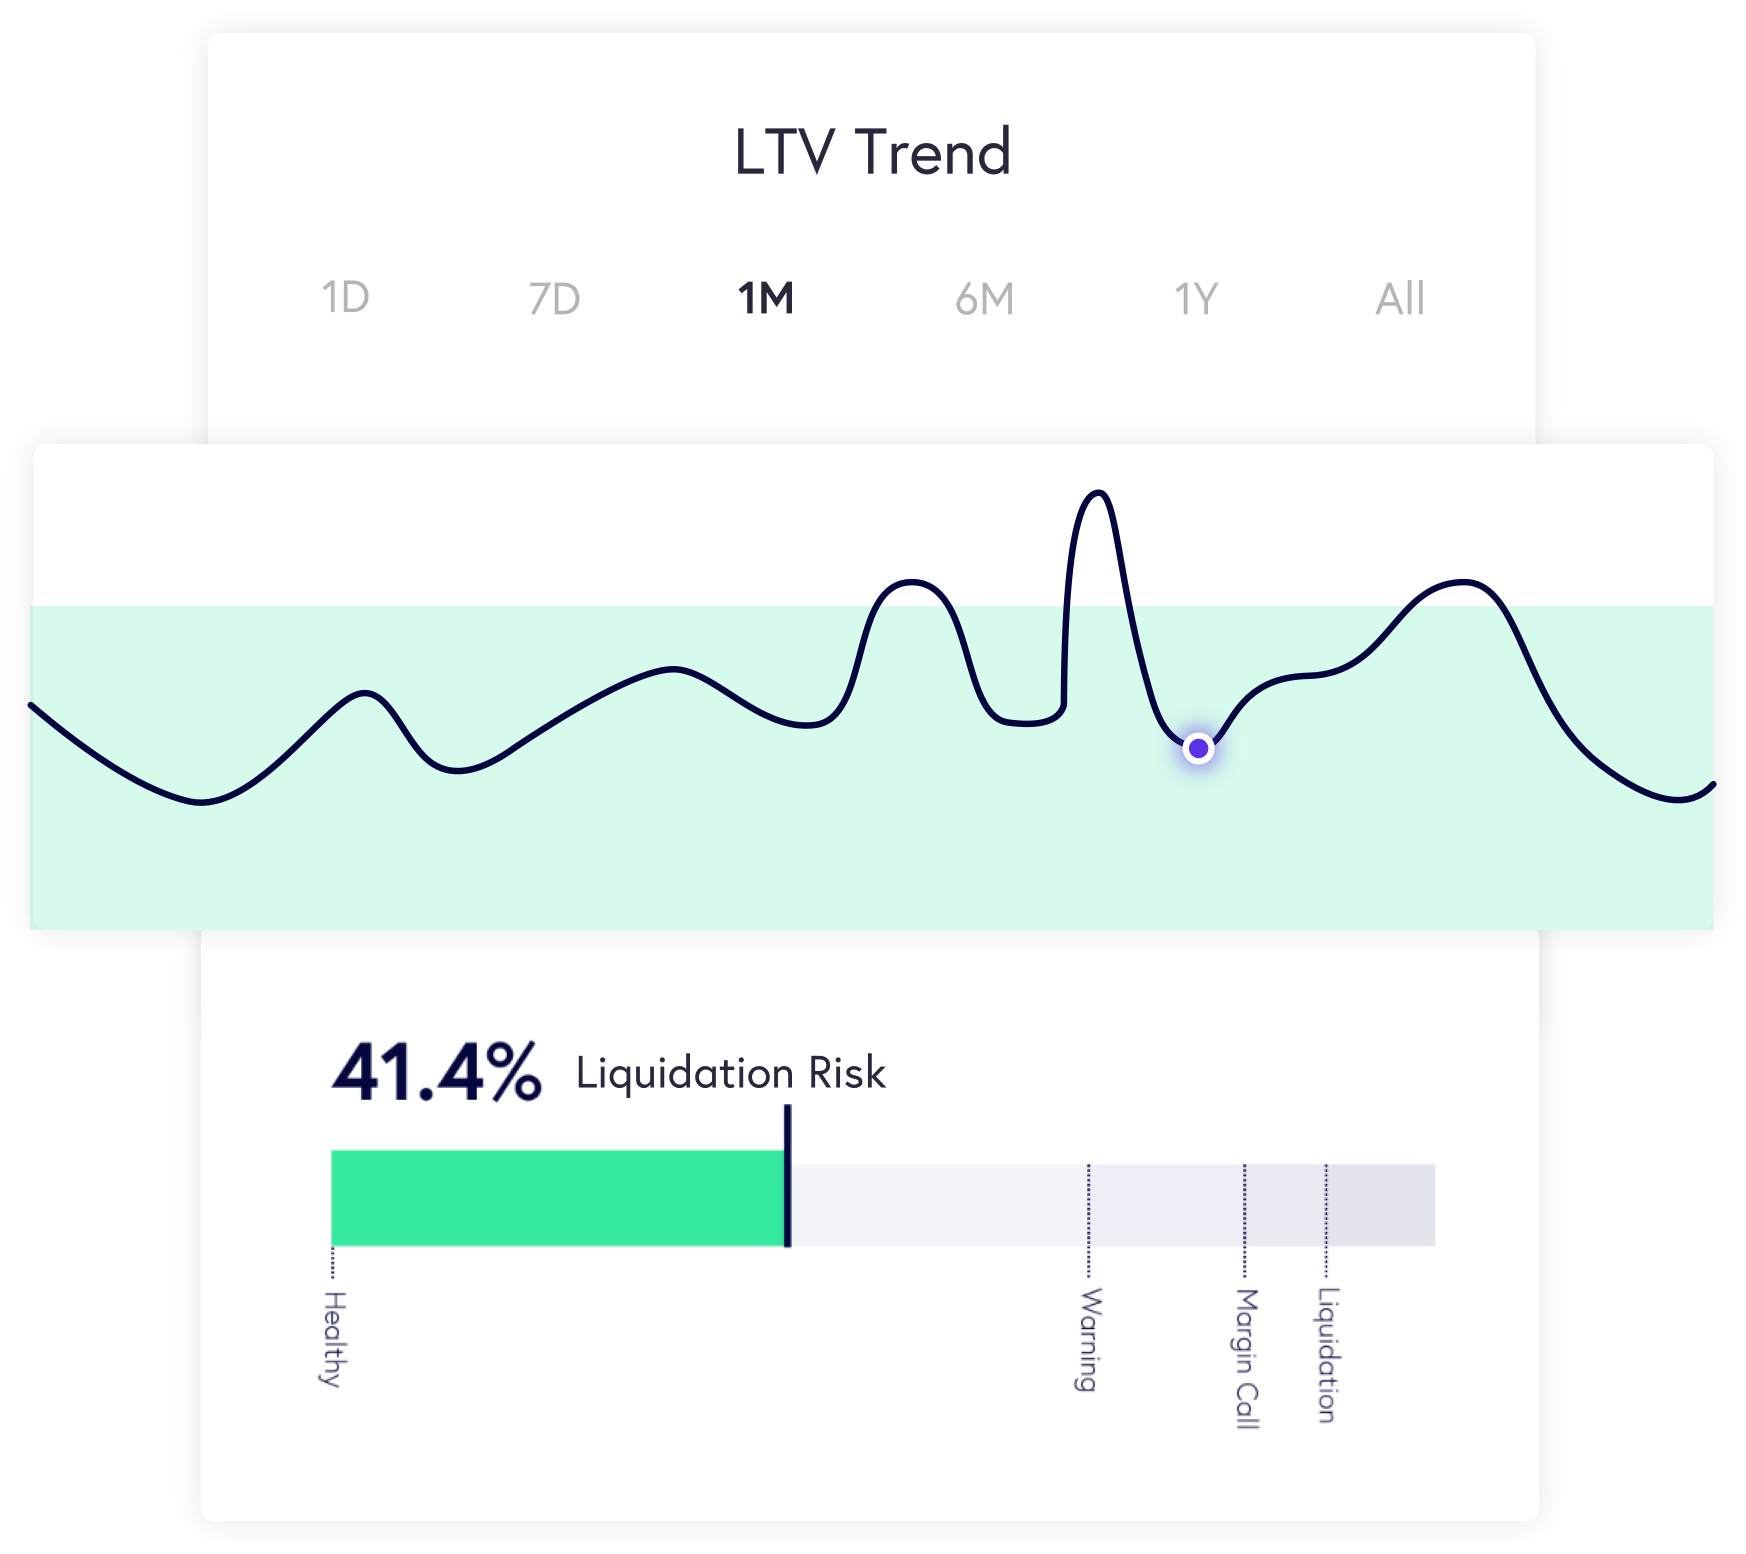 LTV Trend
1D 7D 1M 6M 1Y All
41.4% Liquidation Risk
Healthy
Warning
Margin Call
Liquidation